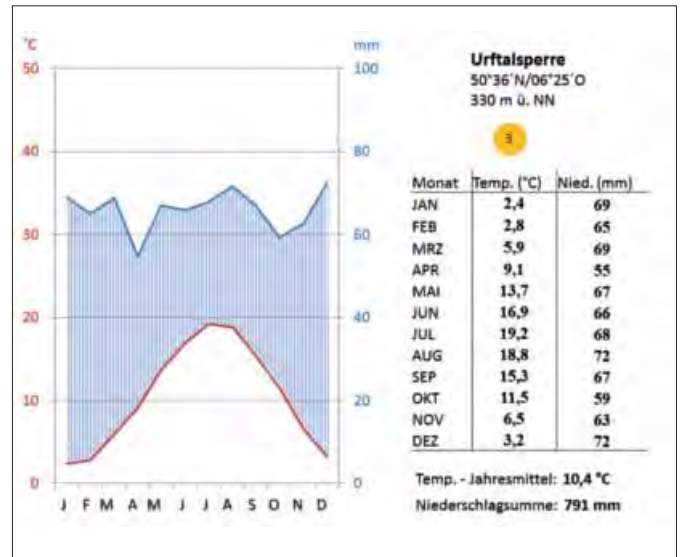 °C
mm
50
100
40
80
30
60
20
40
10
20
0
0
J F M A M J J A S O N D
Urftalsperre
50°36´N/06°25´O
330 m ü. NN
3
Monat Temp. (°C) Nied. (mm)
JAN 2,4 69
FEB 2,8 65
MRZ 5,9 69
APR 9,1 55
MAI 13,7 67
JUN 16,9 66
JUL 19,2 68
AUG 18,8 72
SEP 15,3 67
OKT 11,5 59
NOV 6,5 63
DEZ 3,2 72
Temp. - Jahresmittel: 10,4 °C
Niederschlagsumme: 791 mm